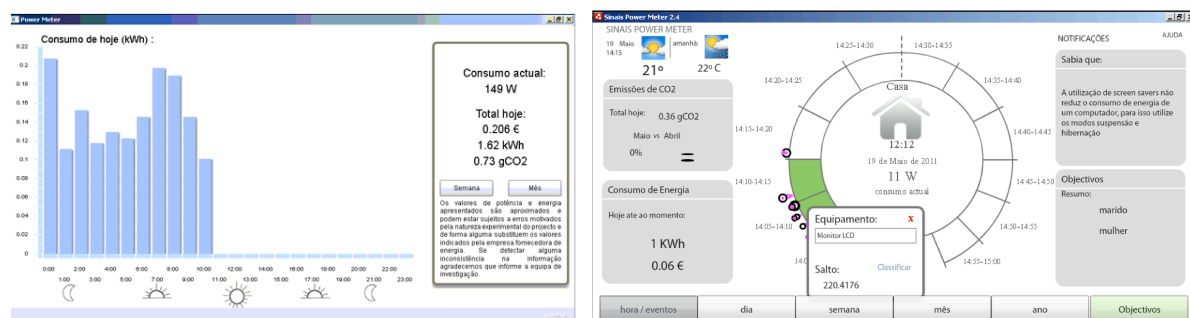 Power Meter
Consumo de hoje (kWh) :
0.22
0.2
0.18
0.16
0.14
0.12
0.1
0.08
0.06
0.04
0.02
0
0:00 2:00 4:00 6:00 8:00 10:00 12:00 14:00 16:00 18:00 20:00 22:00
1:00 3:00 5:00 7:00 9:00 11:00 13:00 15:00 17:00 19:00 21:00 23:00
Consumo actual:
149 W
Total hoje:
0.206 €
1.62 kWh
0.73 gCO2
Semana Mês
Os valores de potência e energia
apresentados são aproximados e
podem estar sujeitos a erros motivados
pela natureza experimental do projecto e
de forma alguma substituem os valores
indicados pela empresa fornecedora de
energia. Se detectar alguma
inconsistência na informação
agradecemos que informe a equipa de
investigação.
Sinais Power Meter 2.4
SINAIS POWER METER
19 Maio
14:15
amanhã:
21º 22º C
Emissões de CO2
Total hoje: 0.36 gCO2
Maio vs Abril
0% =
Consumo de Energia
Hoje ate ao momento:
1 KWh
0.06 €
14:25-14:30 14:30-14:35
14:20-14:25 14:35-14:40
14:15-14:20 14:40-14:45
14:10-14:15 14:45-14:50
14:05-14:10 14:50-14:55
14:55-15:00
Casa
12:12
19 de Maio de 2011
11 W
consumo actual
Equipamento: x
Monitor LCD
Salto: Classificar
220.4176
NOTIFICAÇÕES AJUDA
Sabia que:
A utilização de screen savers não
reduz o consumo de energia de
um computador, para isso utilize
os modos suspensão e
hibernação
Objectivos
Resumo:
marido
mulher
hora / eventos dia semana mês ano Objectivos